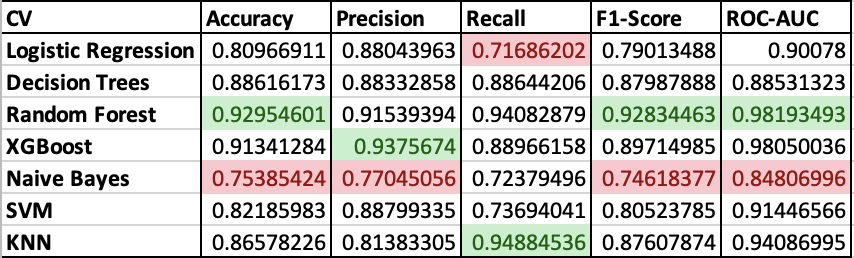 CV Accuracy Precision Recall F1-Score ROC-AUC
Logistic Regression 0.80966911 0.88043963 0.71686202 0.79013488 0.90078
Decision Trees 0.88616173 0.88332858 0.88644206 0.87987888 0.88531323
Random Forest 0.92954601 0.91539394 0.94082879 0.92834463 0.98193493
XGBoost 0.91341284 0.9375674 0.88966158 0.89714985 0.98050036
Naive Bayes 0.75385424 0.77045056 0.72379496 0.74618377 0.84806996
SVM 0.82185983 0.88799335 0.73694041 0.80523785 0.91446566
KNN 0.86578226 0.81383305 0.94884536 0.87607874 0.94086995